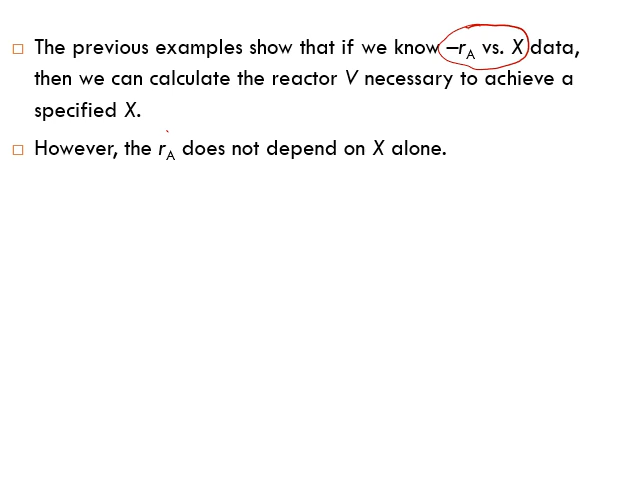 The previous examples show that if we know –rA vs. X data,
then we can calculate the reactor V necessary to achieve a
specified X.
However, the rA does not depend on X alone.